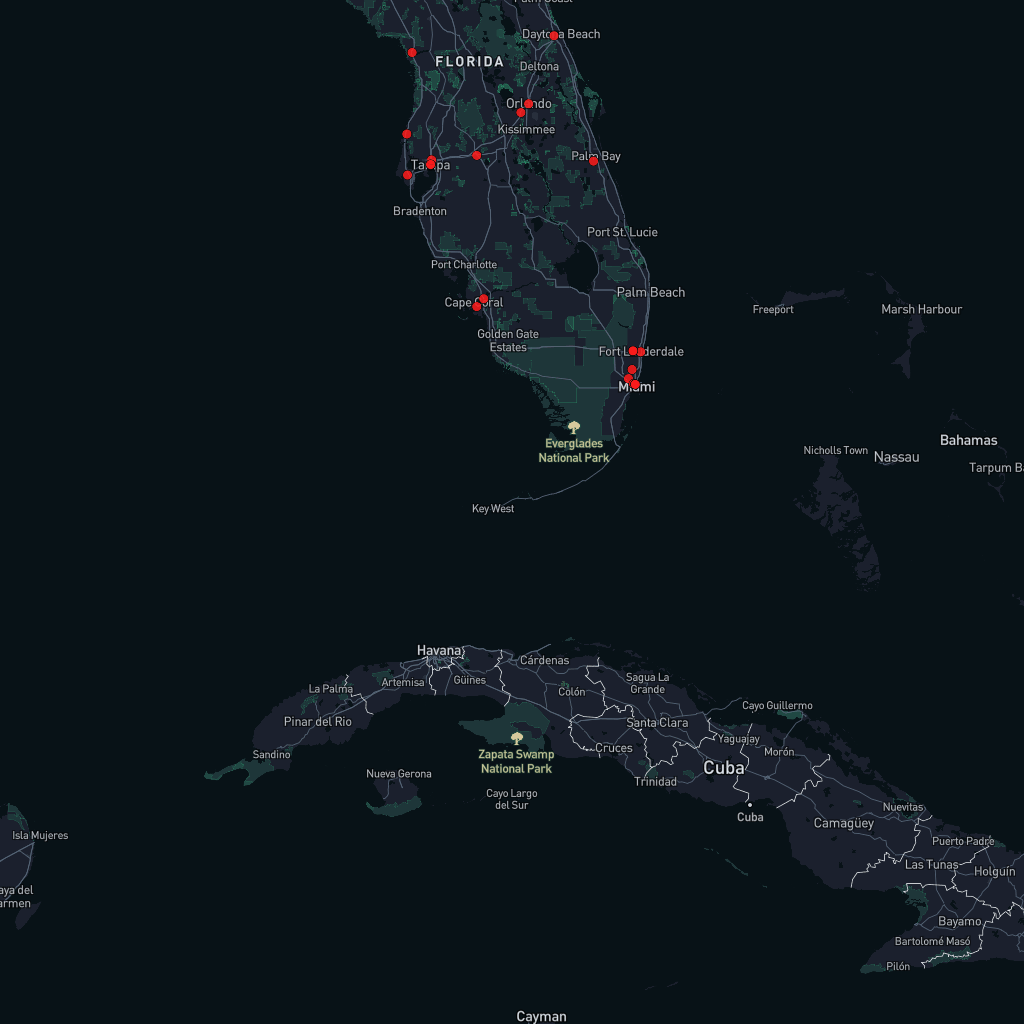 Palm Coast
Daytona Beach
FLORIDA
Deltona
Orlando
Kissimmee
Palm Bay
Tampa
Bradenton
Port St. Lucie
Port Charlotte
Palm Beach
Cape Coral
Freeport
Marsh Harbour
Golden Gate
Estates
Fort Lauderdale
Miami
Everglades
National Park
Bahamas
Nicholls Town
Nassau
Tarpum Ba
Key West
Havana
Cárdenas
Güines
Artemisa
La Palma
Sagua La
Grande
Colón
Cayo Guillermo
Pinar del Rio
Santa Clara
Yaguajay
Cruces
Morón
Sandino
Zapata Swamp
National Park
Cuba
Nueva Gerona
Trinidad
Cayo Largo
del Sur
Nuevitas
Cuba
Camagüey
Isla Mujeres
Puerto Padre
Las Tunas
Holguín
aya del
armen
Bayamo
Bartolomé Masó
Pilón
Cayman